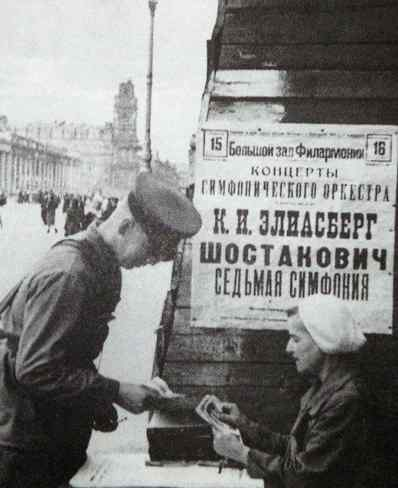 15 Большой зал Филармонии 16
КОНЦЕРТЫ
СИМФОНИЧЕСКОГО ОРКЕСТРА
К. И. ЭЛИАСБЕРГ
ШОСТАКОВИЧ
СЕДЬМАЯ СИМФОНИЯ